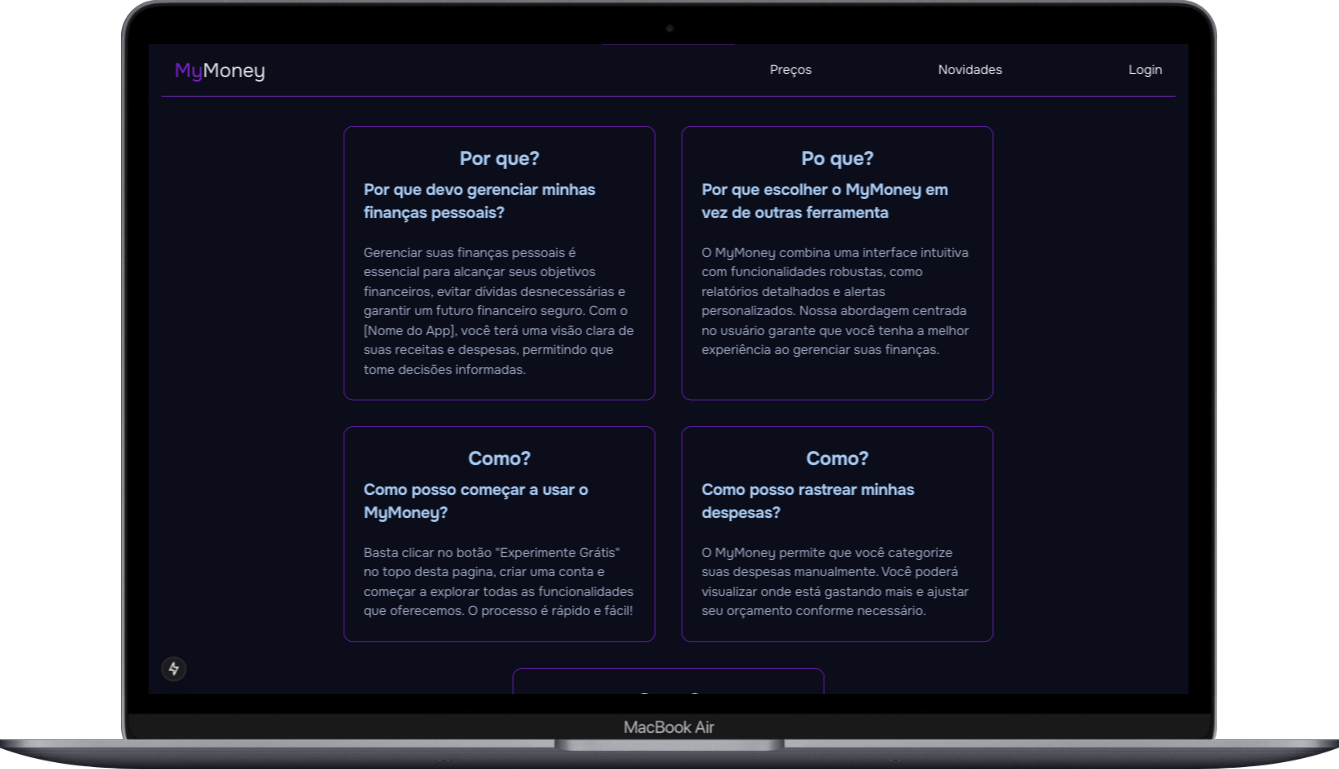 MyMoney
Preços
Novidades
Login
Por que?
Por que devo gerenciar minhas
finanças pessoais?
Gerenciar suas finanças pessoais é
essencial para alcançar seus objetivos
financeiros, evitar dívidas desnecessárias e
garantir um futuro financeiro seguro. Com o
[Nome do App], você terá uma visão clara de
suas receitas e despesas, permitindo que
tome decisões informadas.
Po que?
Por que escolher o MyMoney em
vez de outras ferramenta
O MyMoney combina uma interface intuitiva
com funcionalidades robustas, como
relatórios detalhados e alertas
personalizados. Nossa abordagem centrada
no usuário garante que você tenha a melhor
experiência ao gerenciar suas finanças.
Como?
Como posso começar a usar o
MyMoney?
Basta clicar no botão "Experimente Grátis"
no topo desta pagina, criar uma conta e
começar a explorar todas as funcionalidades
que oferecemos. O processo é rápido e fácil!
Como?
Como posso rastrear minhas
despesas?
O MyMoney permite que você categorize
suas despesas manualmente. Você poderá
visualizar onde está gastando mais e ajustar
seu orçamento conforme necessário.
MacBook Air